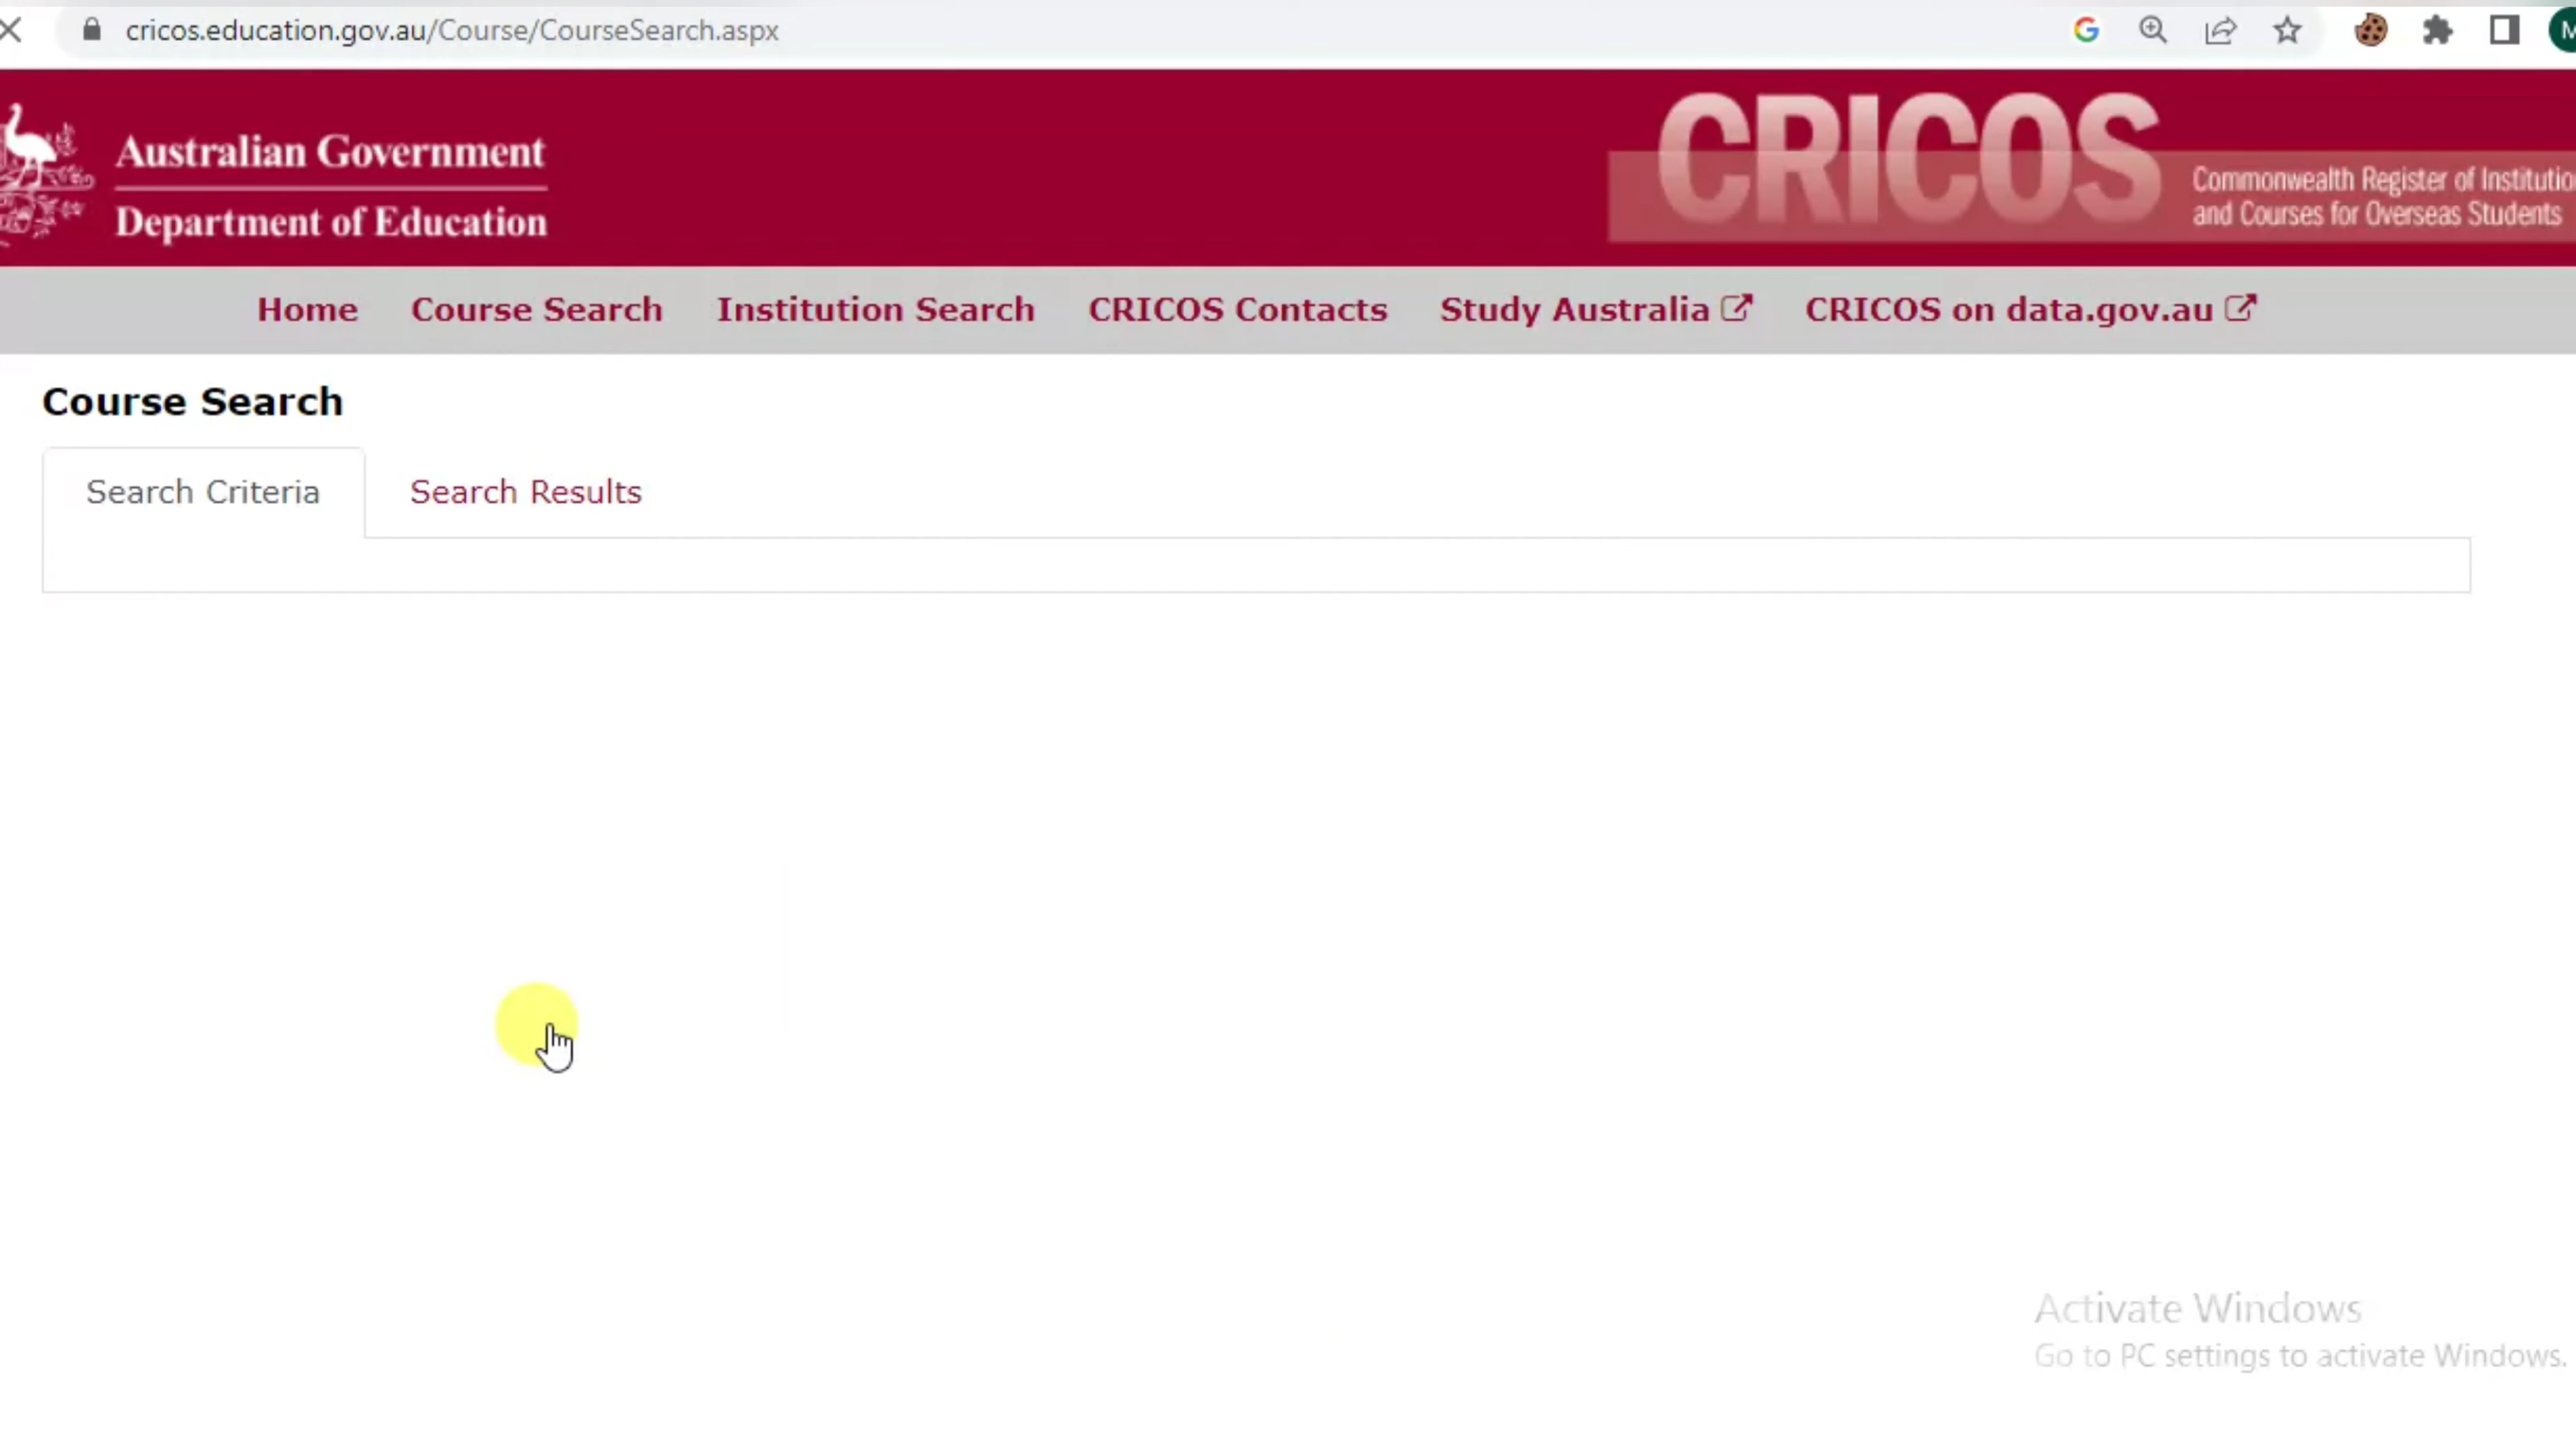 cricos.education.gov.au/Course/CourseSearch.aspx
Australian Government
Department of Education
CRICOS
Commonwealth Register of
and Courses for Overseas Students
Home Course Search Institution Search CRICOS Contacts Study Australia CRICOS on data.gov.au
Course Search
Search Criteria Search Results
Activate Windows
Go to PC settings to activate Windows.